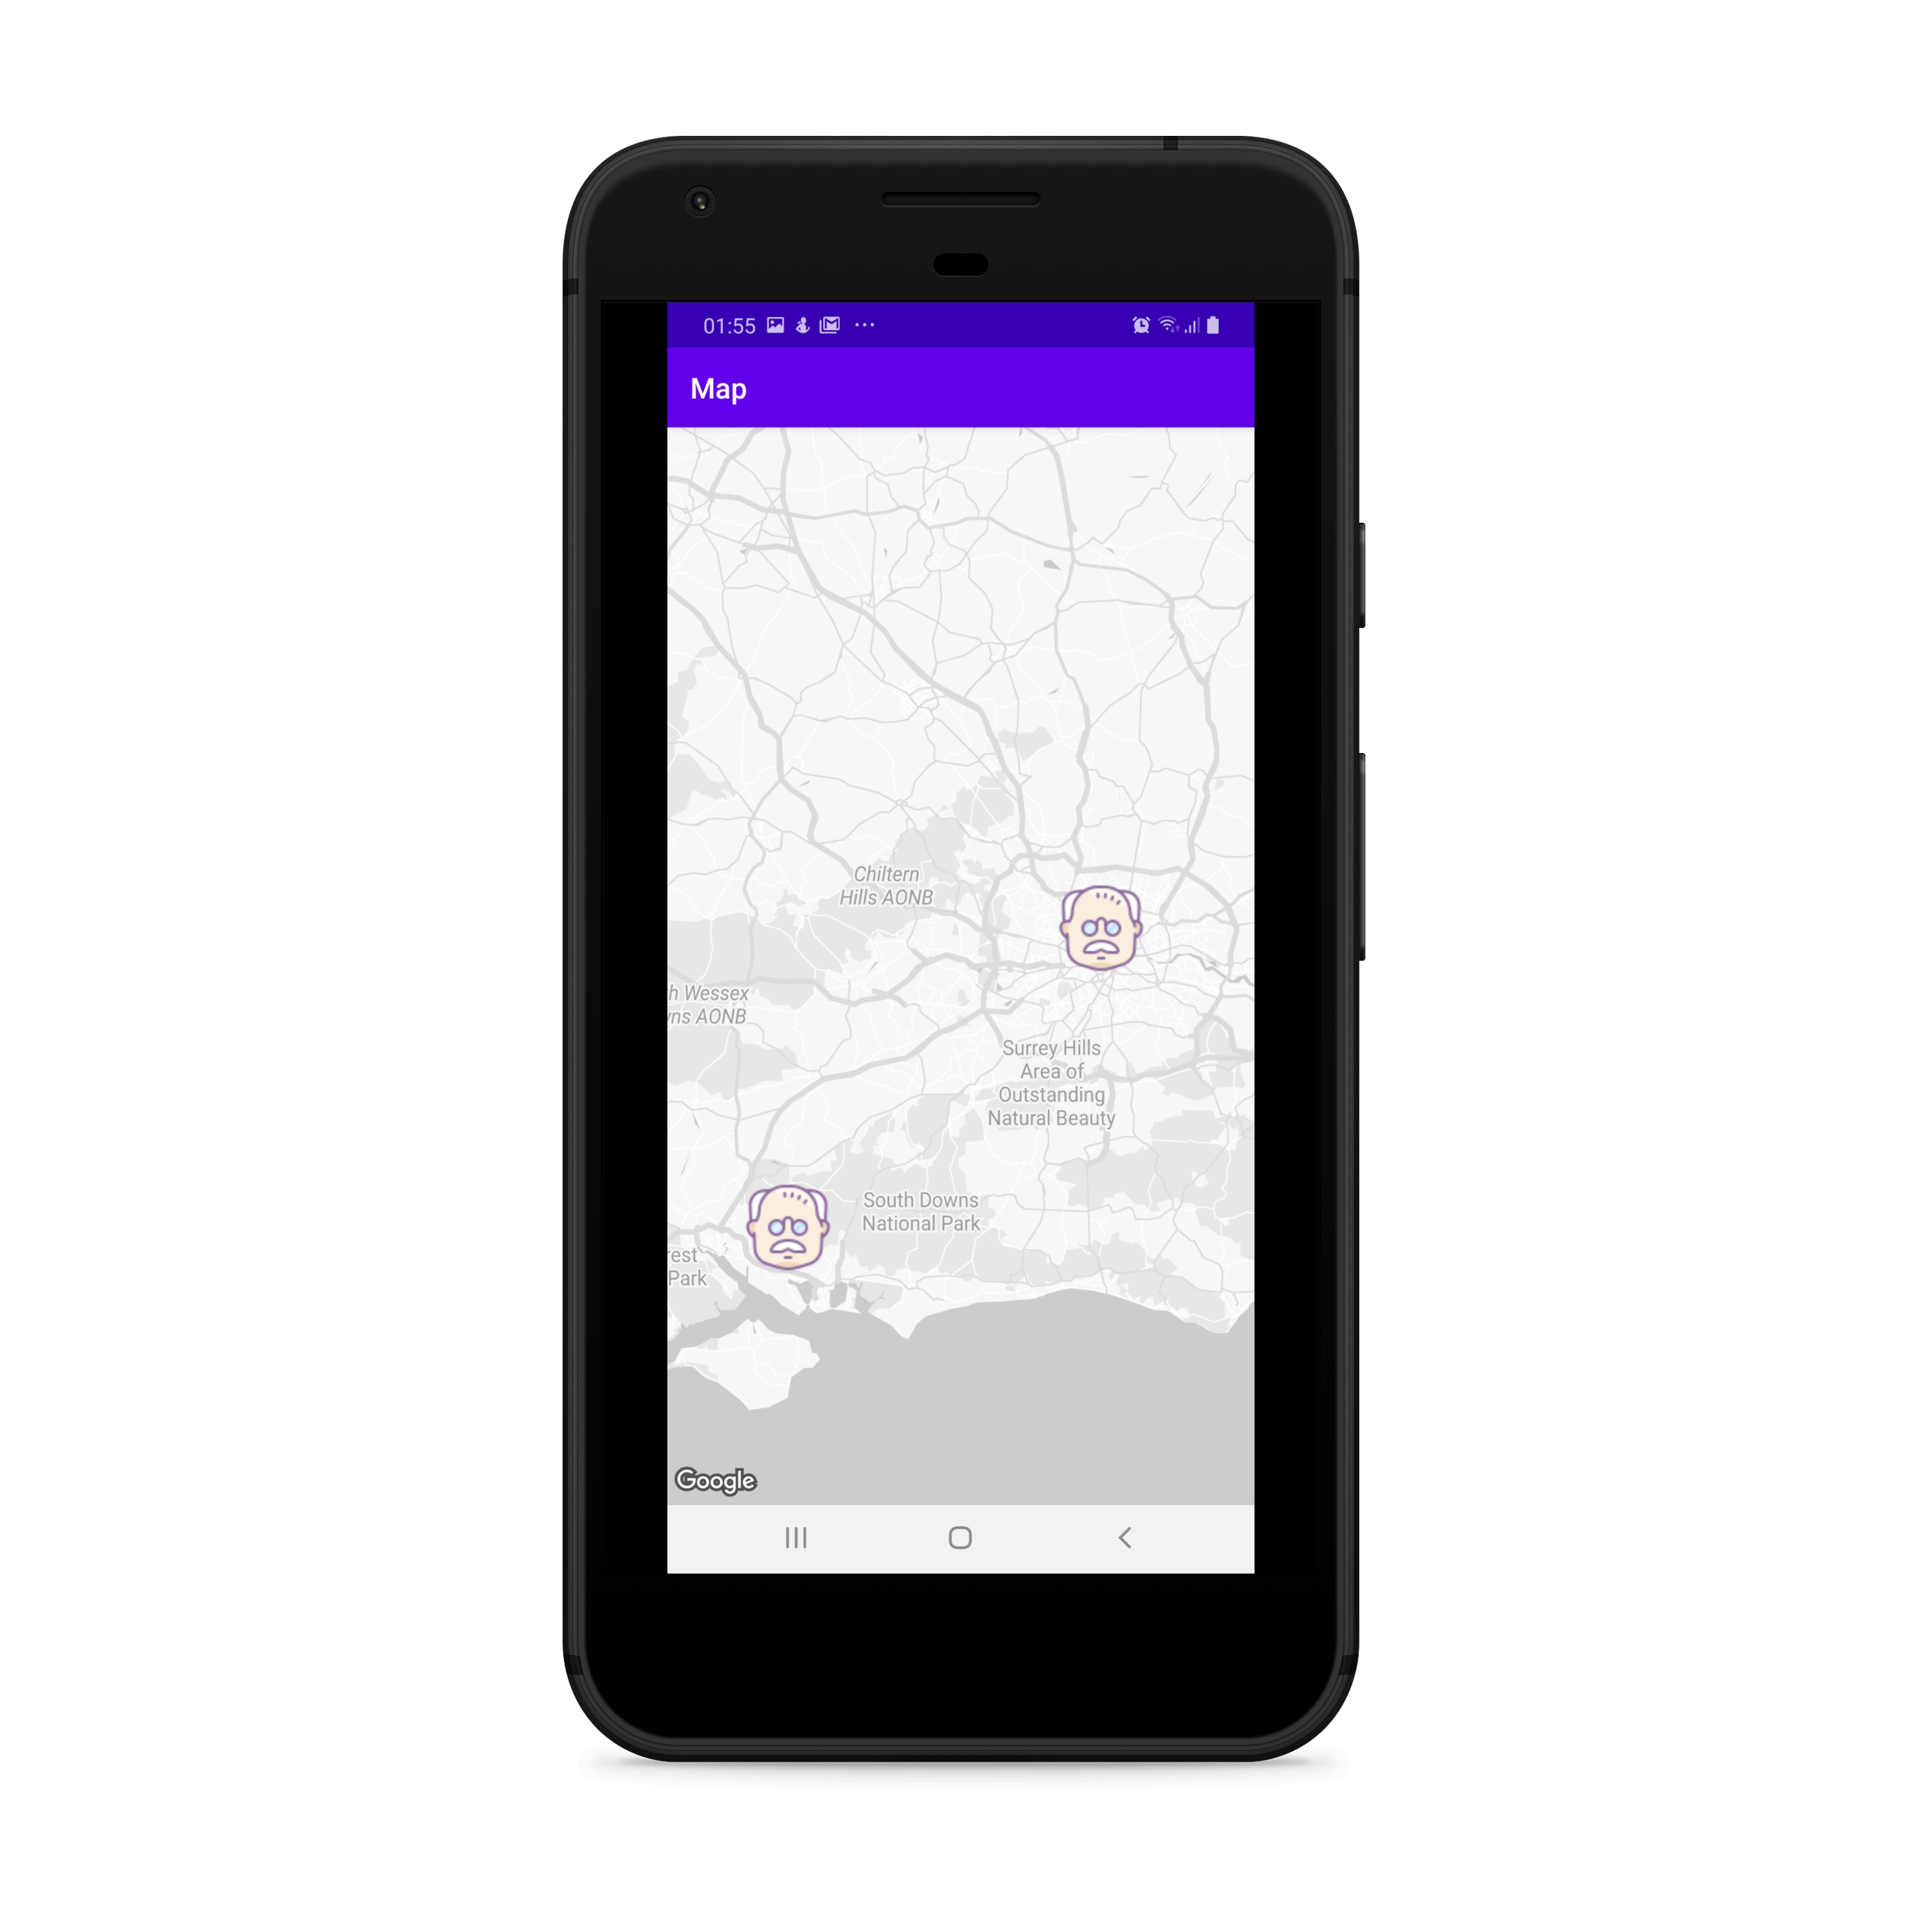 01:55
Map
Chiltern
Hills AONB
h Wessex
ns AONB
Surrey Hills
Area of
Outstanding
Natural Beauty
South Downs
National Park
rest
Park
Google